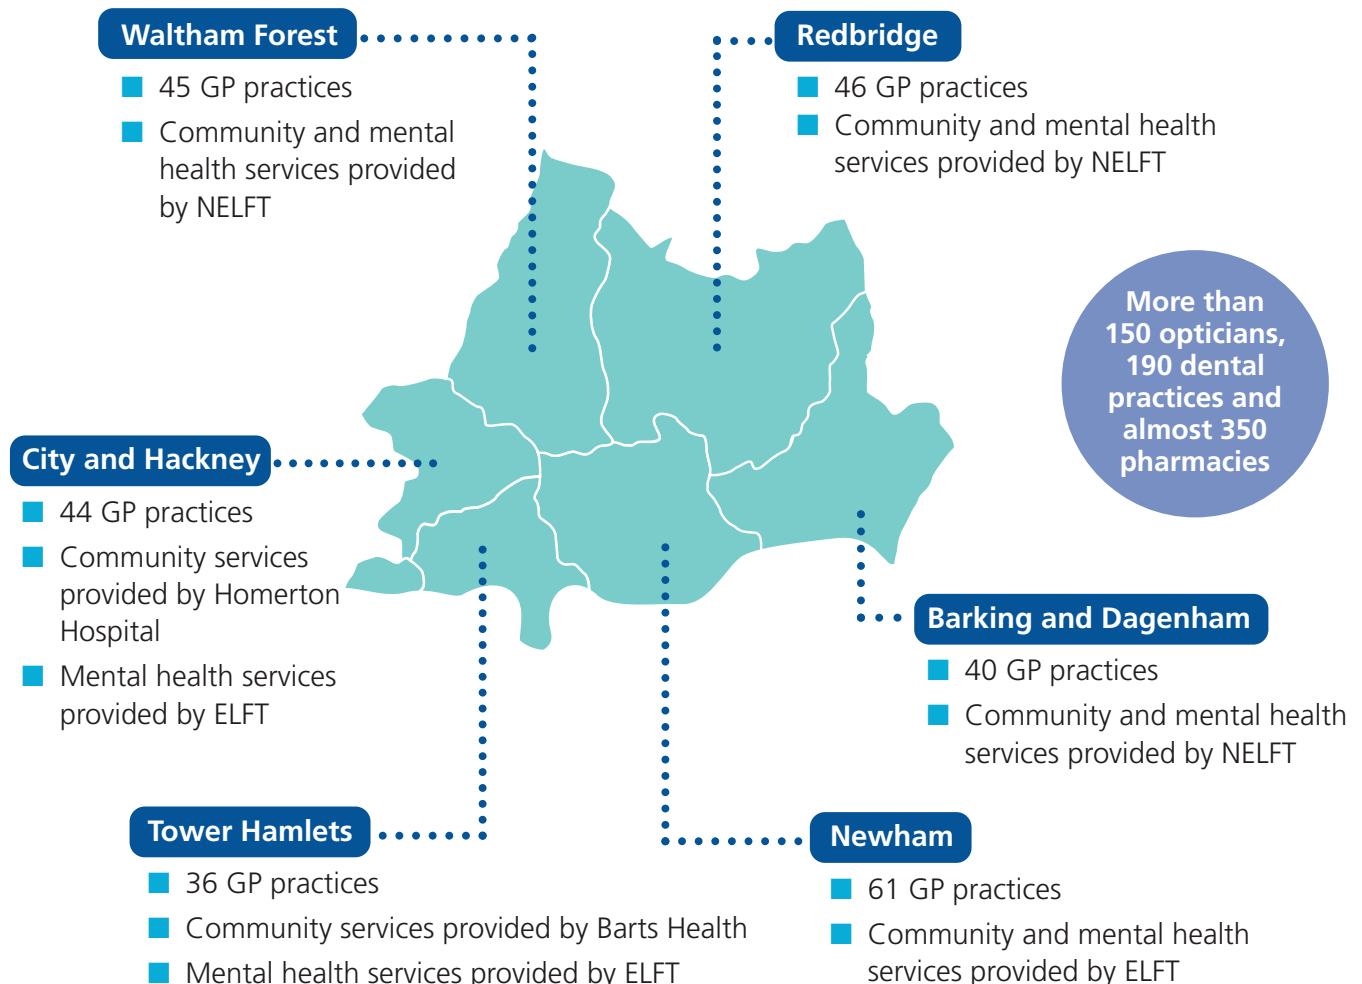 Waltham Forest
45 GP practices
Community and mental
health services provided
by NELFT
Redbridge
46 GP practices
Community and mental health
services provided by NELFT
More than
150 opticians,
190 dental
practices and
almost 350
pharmacies
City and Hackney
44 GP practices
Community services
provided by Homerton
Hospital
Mental health services
provided by ELFT
Barking and Dagenham
40 GP practices
Community and mental health
services provided by NELFT
Tower Hamlets
36 GP practices
Community services provided by Barts Health
Mental health services provided by ELFT
Newham
61 GP practices
Community and mental health
services provided by ELFT